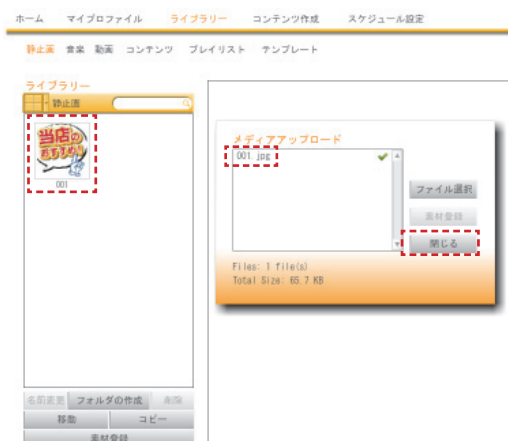 ホーム マイプロファイル ライブラリー コンテンツ作成 スケジュール設定
静止画 音楽 動画 コンテンツ プレイリスト テンプレート
ライブラリー
静止画
当店の
おすすめ!
001
メディアアップロード
001.jpg
ファイル選択
素材登録
閉じる
Files: 1 file(s)
Total Size: 65.7 KB
名前変更 フォルダの作成 削除
移動 コピー
素材登録